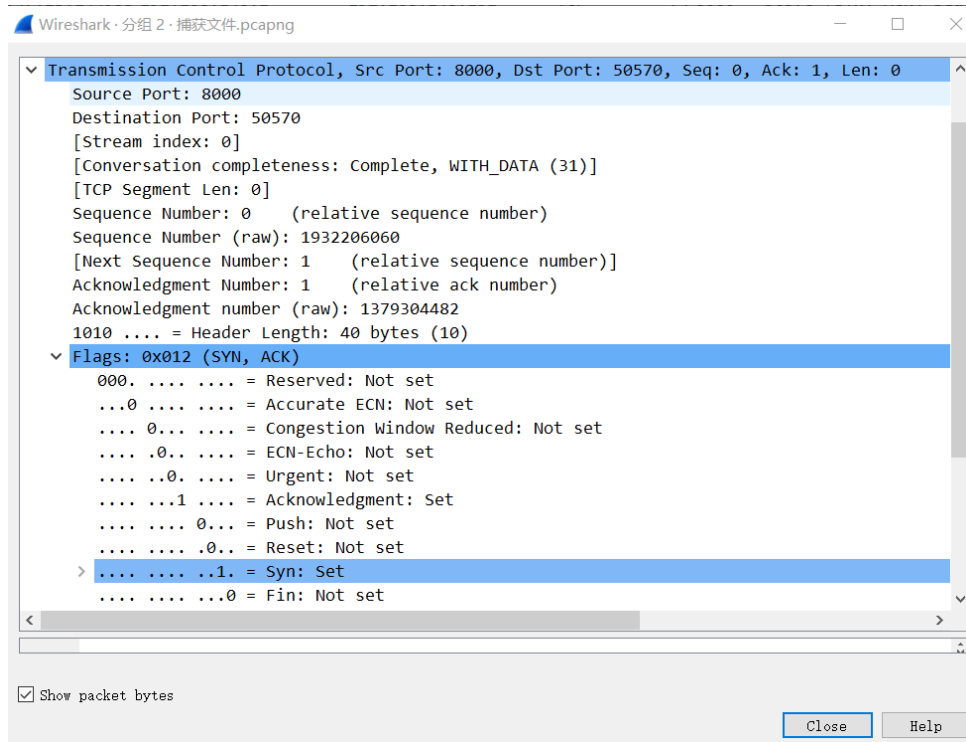 Wireshark · 分组 2 · 捕获文件.pcapng
Transmission Control Protocol, Src Port: 8000, Dst Port: 50570, Seq: 0, Ack: 1, Len: 0
Source Port: 8000
Destination Port: 50570
[Stream index: 0]
[Conversation completeness: Complete, WITH_DATA (31)]
[TCP Segment Len: 0]
Sequence Number: 0    (relative sequence number)
Sequence Number (raw): 1932206060
[Next Sequence Number: 1    (relative sequence number)]
Acknowledgment Number: 1    (relative ack number)
Acknowledgment number (raw): 1379304482
1010 .... = Header Length: 40 bytes (10)
Flags: 0x012 (SYN, ACK)
000. .... .... = Reserved: Not set
...0 .... .... = Accurate ECN: Not set
.... 0... .... = Congestion Window Reduced: Not set
.... .0.. .... = ECN-Echo: Not set
.... ..0. .... = Urgent: Not set
.... ...1 .... = Acknowledgment: Set
.... .... 0... = Push: Not set
.... .... .0.. = Reset: Not set
.... .... ..1. = Syn: Set
.... .... ...0 = Fin: Not set
Show packet bytes
Close Help